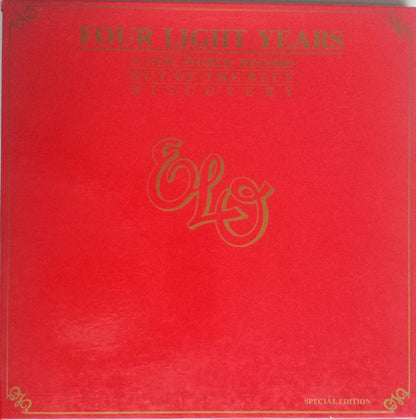 FOUR LIGHT YEARS
A NEW WORLD RECORD
OUT OF THE BLUE
DISCOVERY
ELO
SPECIAL EDITION